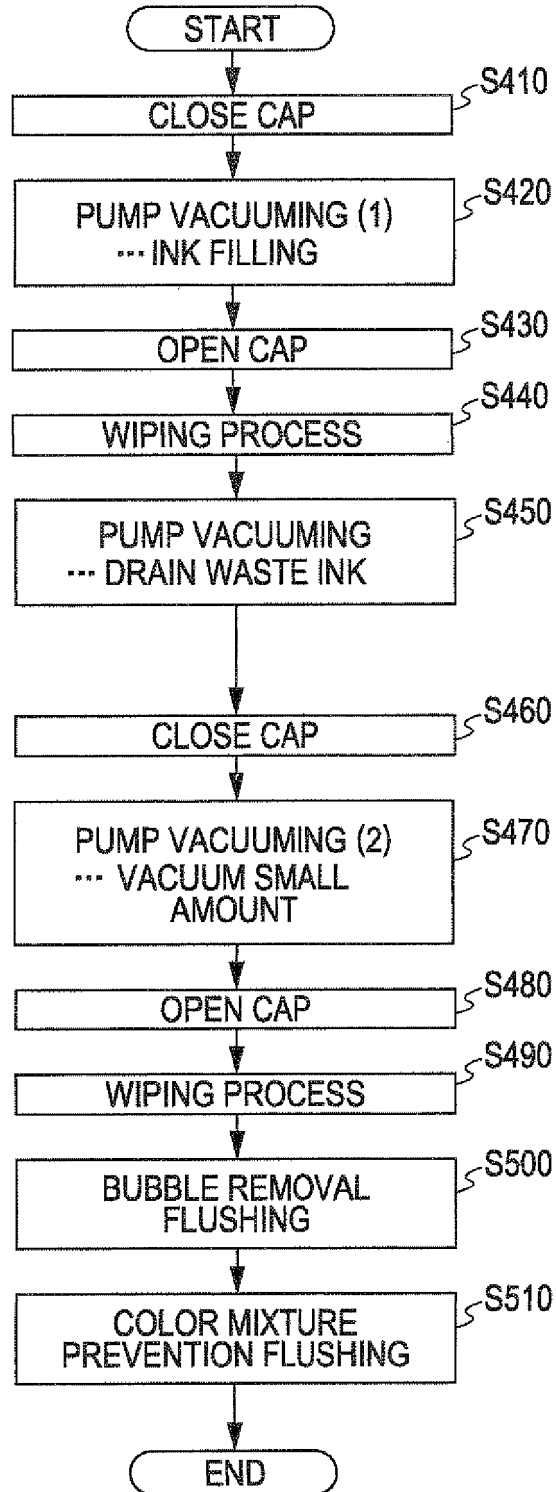 START
S410
CLOSE CAP
S420
PUMP VACUUMING (1)
··· INK FILLING
S430
OPEN CAP
S440
WIPING PROCESS
S450
PUMP VACUUMING
··· DRAIN WASTE INK
S460
CLOSE CAP
S470
PUMP VACUUMING (2)
··· VACUUM SMALL
AMOUNT
S480
OPEN CAP
S490
WIPING PROCESS
S500
BUBBLE REMOVAL
FLUSHING
S510
COLOR MIXTURE
PREVENTION FLUSHING
END